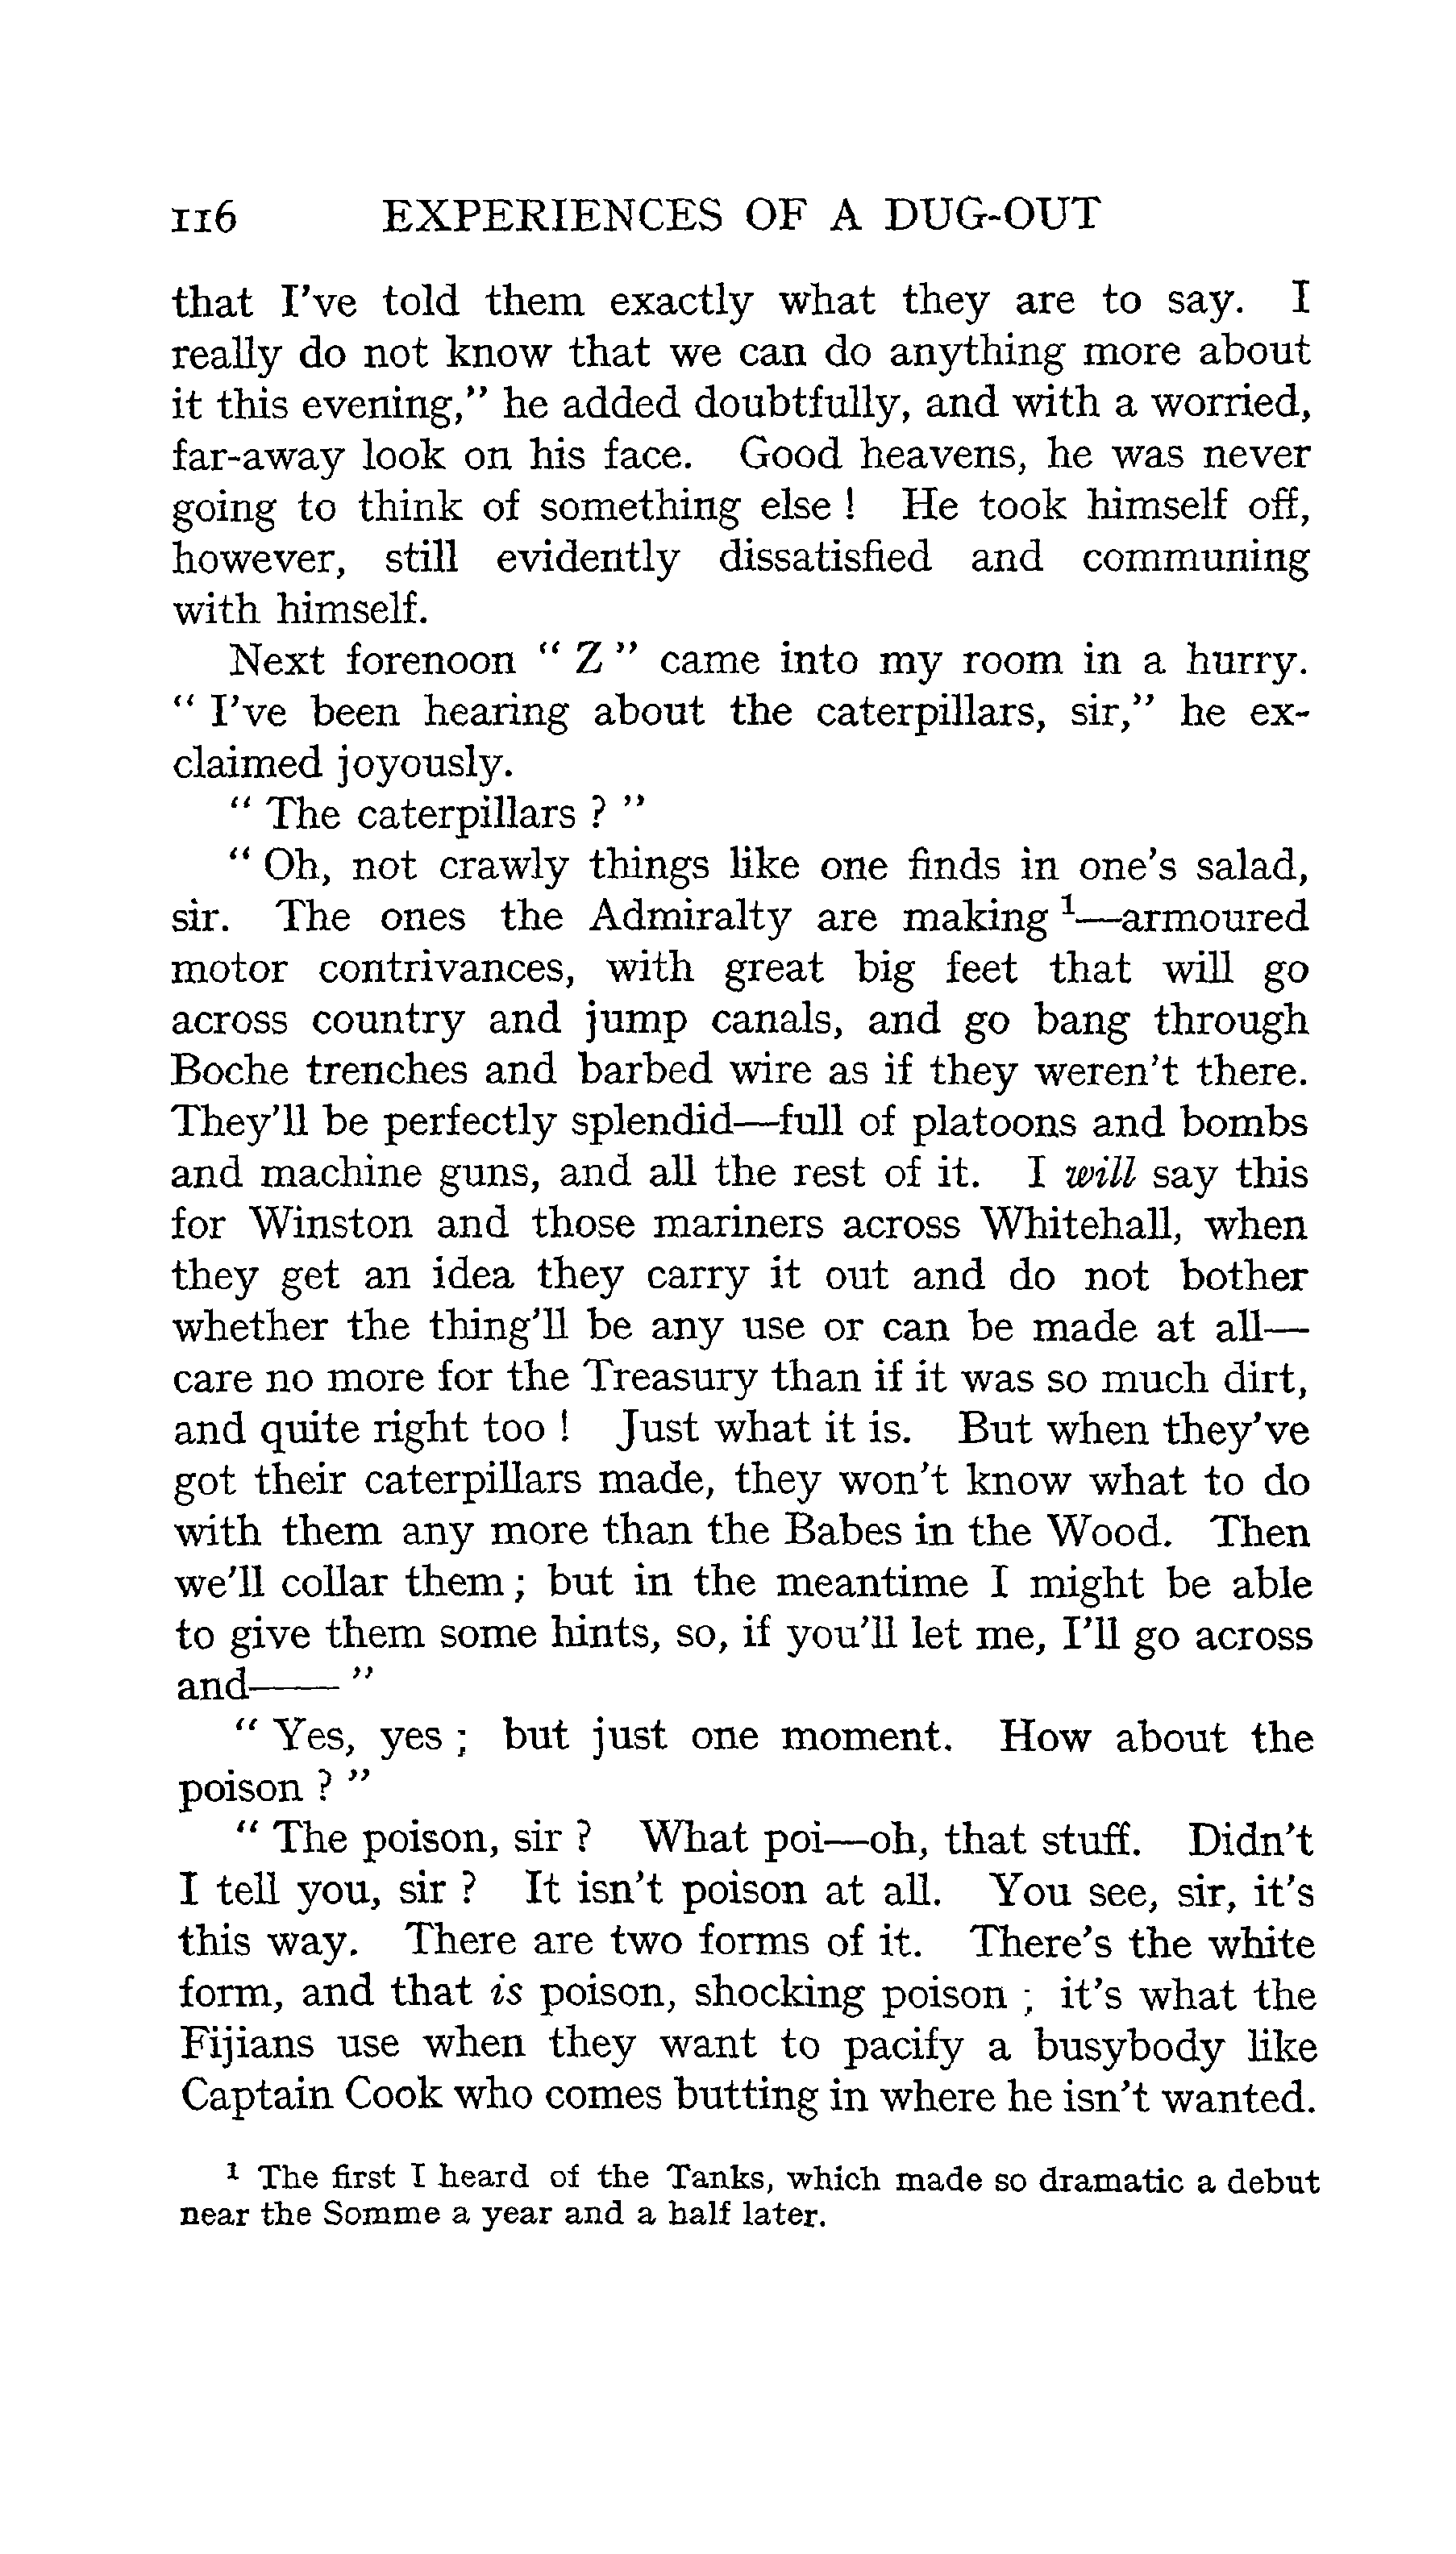 116 EXPERIENCES OF A DUG-OUT
that I've told them exactly what they are to say. I
really do not know that we can do anything more about
it this evening," he added doubtfully, and with a worried,
far-away look on his face. Good heavens, he was never
going to think of something else ! He took himself off,
however, still evidently dissatisfied and communing
with himself.
Next forenoon " Z " came into my room in a hurry.
" I've been hearing about the caterpillars, sir," he ex-
claimed joyously.
" The caterpillars ? "
" Oh, not crawly things like one finds in one's salad,
sir. The ones the Admiralty are making ¹—armoured
motor contrivances, with great big feet that will go
across country and jump canals, and go bang through
Boche trenches and barbed wire as if they weren't there.
They'll be perfectly splendid—full of platoons and bombs
and machine guns, and all the rest of it. I will say this
for Winston and those mariners across Whitehall, when
they get an idea they carry it out and do not bother
whether the thing'll be any use or can be made at all—
care no more for the Treasury than if it was so much dirt,
and quite right too ! Just what it is. But when they've
got their caterpillars made, they won't know what to do
with them any more than the Babes in the Wood. Then
we'll collar them ; but in the meantime I might be able
to give them some hints, so, if you'll let me, I'll go across
and—— "
" Yes, yes ; but just one moment. How about the
poison ? "
" The poison, sir ? What poi—oh, that stuff. Didn't
I tell you, sir ? It isn't poison at all. You see, sir, it's
this way. There are two forms of it. There's the white
form, and that is poison, shocking poison ; it's what the
Fijians use when they want to pacify a busybody like
Captain Cook who comes butting in where he isn't wanted.
¹ The first I heard of the Tanks, which made so dramatic a debut
near the Somme a year and a half later.